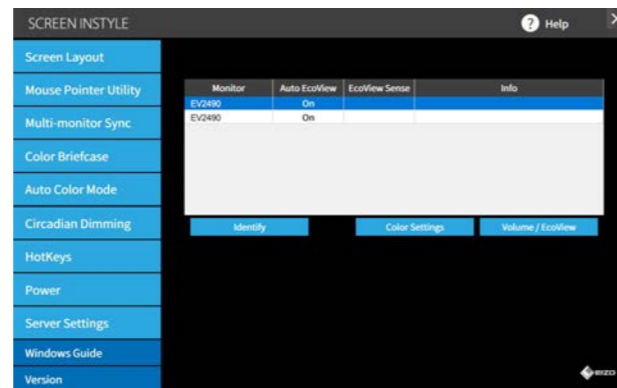 SCREEN INSTYLE
? Help X
Screen Layout
Mouse Pointer Utility
Multi-monitor Sync
Color Briefcase
Auto Color Mode
Circadian Dimming
HotKeys
Power
Server Settings
Windows Guide
Version
Monitor Auto EcoView EcoView Sense Info
EV2490 On
EV2490 On
Identify Color Settings Volume / EcoView
EIZO